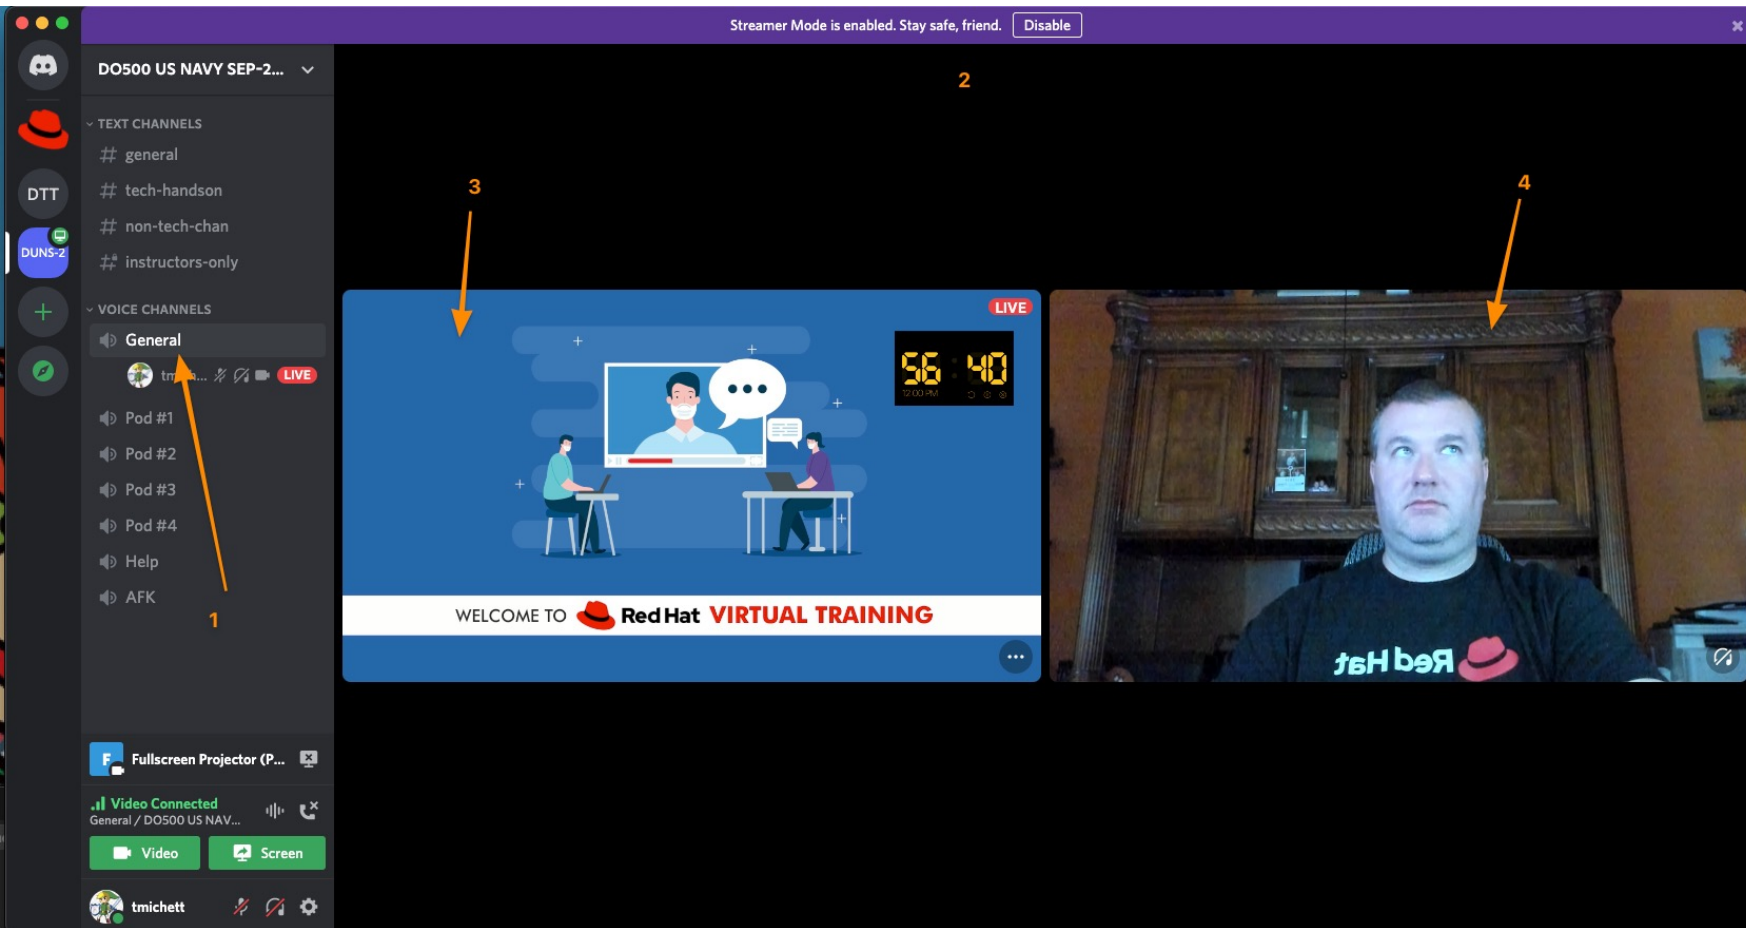 Streamer Mode is enabled. Stay safe, friend. Disable
DO500 US NAVY SEP-2...
TEXT CHANNELS
general
tech-handson
non-tech-chan
instructors-only
VOICE CHANNELS
General
LIVE
Pod #1
Pod #2
Pod #3
Pod #4
Help
AFK
1
DTT
DUNS-2
Fullscreen Projector (P...
F
Video Connected
General / DO500 US NAV...
Video Screen
tmichett
2
3
4
LIVE
56 40
12:00 PM
WELCOME TO Red Hat VIRTUAL TRAINING
Red Hat